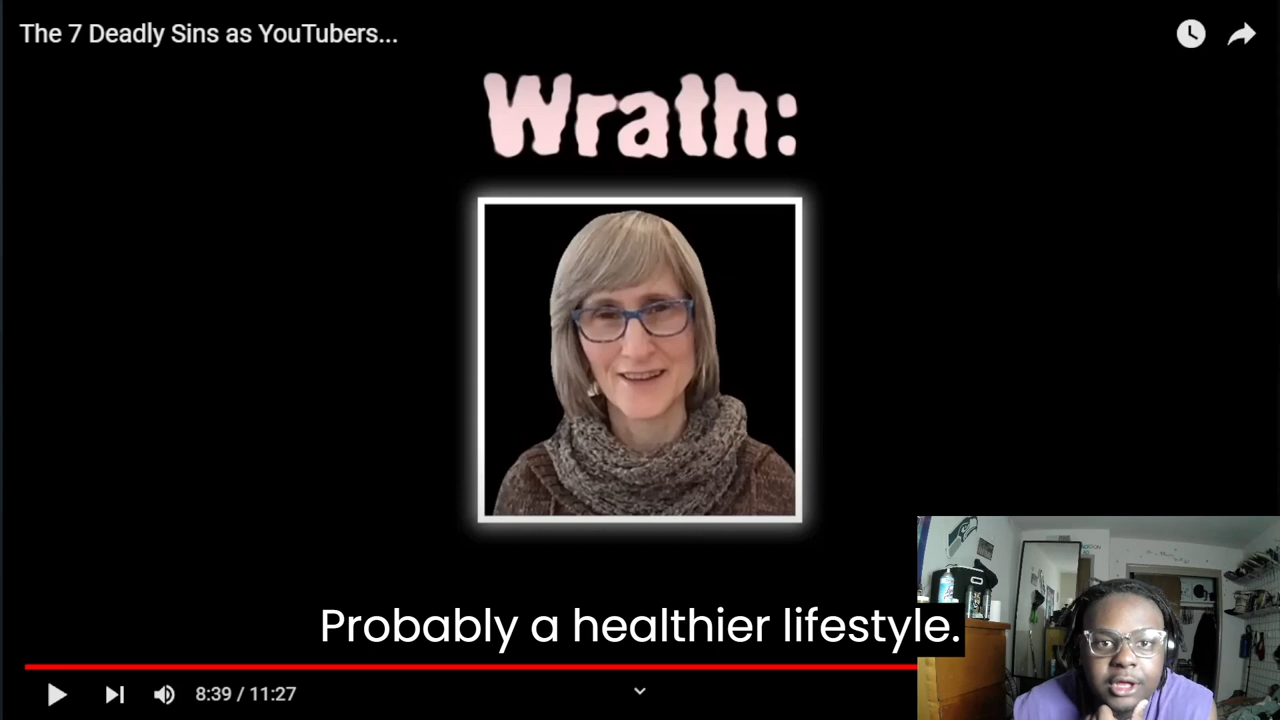 The 7 Deadly Sins as YouTubers...
Wrath:
Probably a healthier lifestyle.
8:39 / 11:27